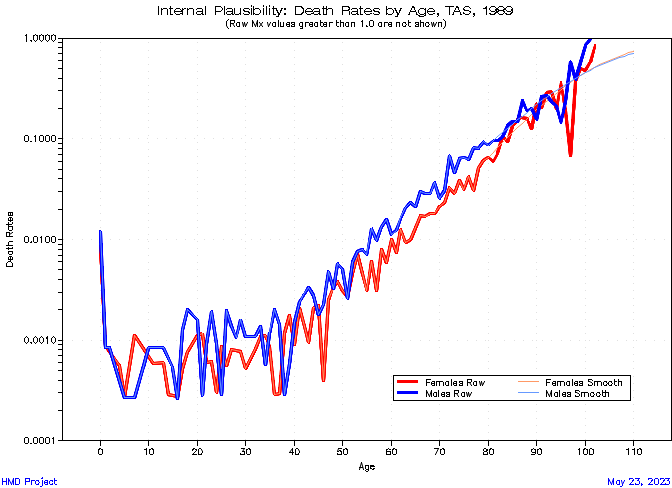 Internal Plausibility: Death Rates by Age, TAS, 1989
(Raw Mx values greater than 1.0 are not shown)
1.0000
0.1000
0.0100
0.0010
0.0001
Death Rates
0 10 20 30 40 50 60 70 80 90 100 110
Age
Females Raw Females Smooth
Males Raw Males Smooth
HMD Project May 23, 2023